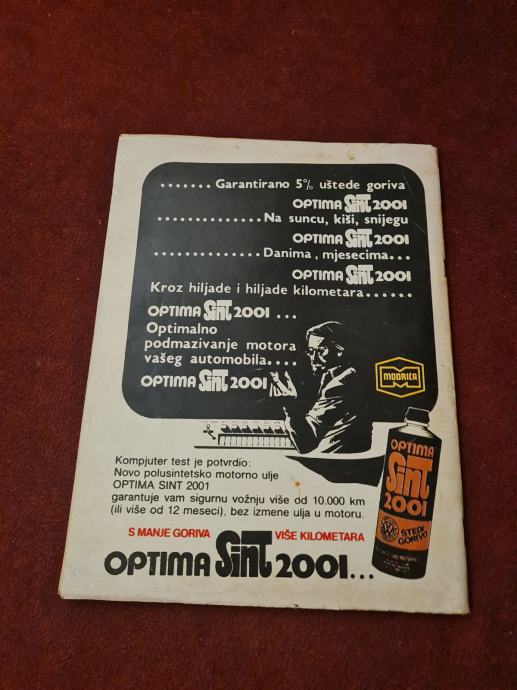 ....... Garantirano 5% uštede goriva
OPTIMA Sint 2001
............... Na suncu, kiši, snijegu
OPTIMA Sint 2001
............... Danima, mjesecima...
OPTIMA Sint 2001
Kroz hiljade i hiljade kilometara......
OPTIMA Sint 2001 ...
Optimalno
podmazivanje motora
vašeg automobila....
OPTIMA Sint 2001
MODRIČA
Kompjuter test je potvrdio:
Novo polusintetsko motorno ulje
OPTIMA SINT 2001
garantuje vam sigurnu vožnju više od 10.000 km
(ili više od 12 meseci), bez izmene ulja u motoru.
S MANJE GORIVA VIŠE KILOMETARA
OPTIMA Sint 2001...
OPTIMA
Sint
2001
ŠTEDI
GORIVO